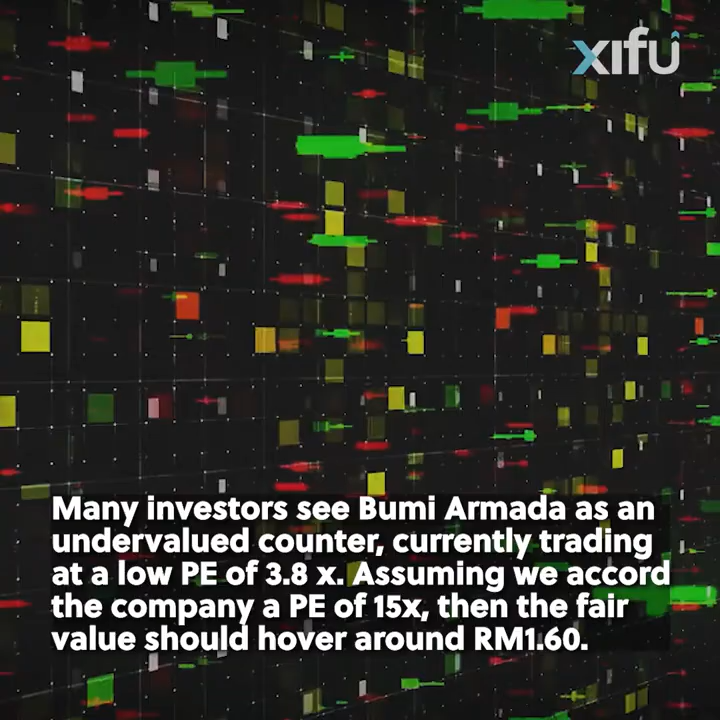 xifu
Many investors see Bumi Armada as an
undervalued counter, currently trading
at a low PE of 3.8 x. Assuming we accord
the company a PE of 15x, then the fair
value should hover around RM1.60.